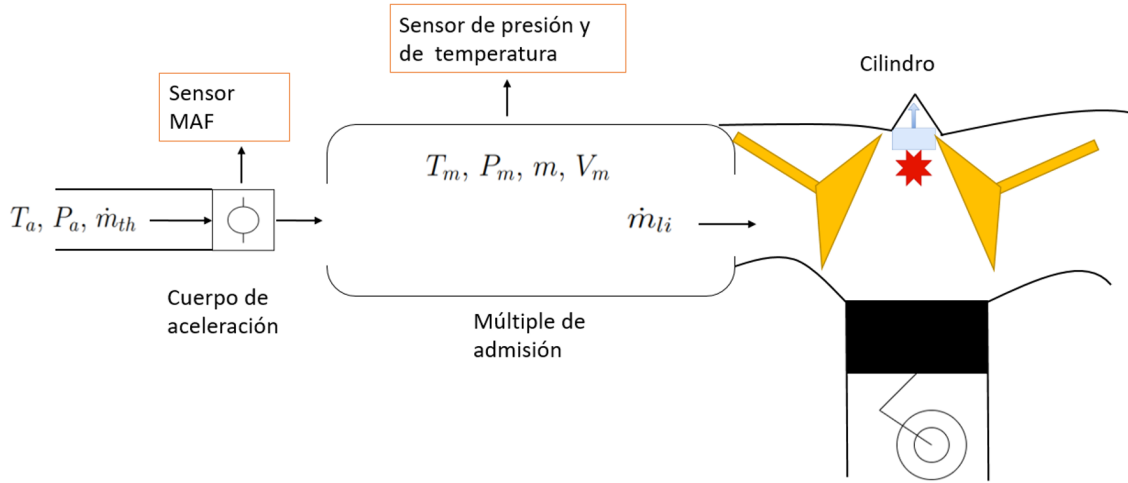 Sensor de presión y
de temperatura
Cilindro
Sensor
MAF
T_m, P_m, m, V_m
T_a, P_a, ṁ_th
ṁ_li
Cuerpo de
aceleración
Múltiple de
admisión